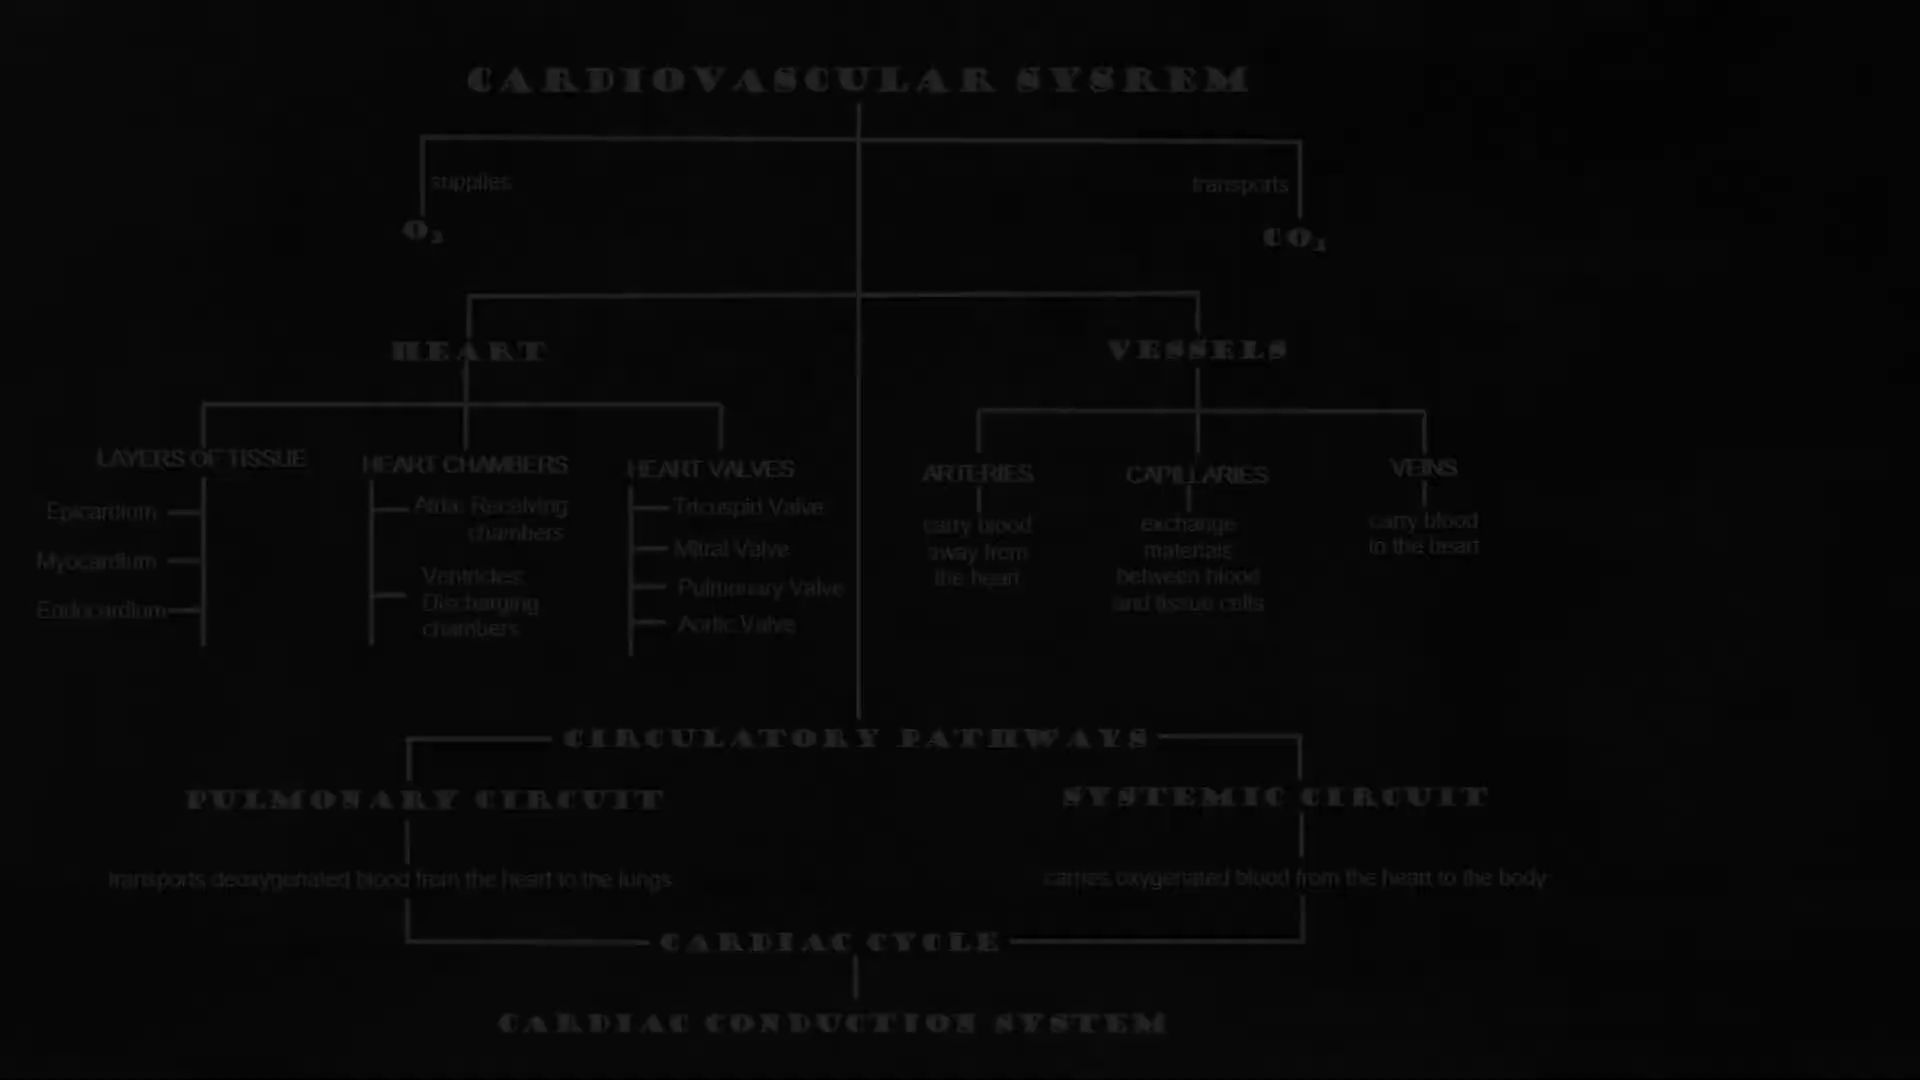 CARDIOVASCULAR SYSREM
supplies
transports
O₂
CO₂
HEART
VESSELS
LAYERS OF TISSUE
HEART CHAMBERS
HEART VALVES
ARTERIES
CAPILLARIES
VEINS
Epicardium
Myocardium
Endocardium
Atria: Receiving
chambers
Ventricles:
Discharging
chambers
Tricuspid Valve
Mitral Valve
Pulmonary Valve
Aortic Valve
carry blood
away from
the heart
exchange
materials
between blood
and tissue cells
carry blood
to the heart
CIRCULATORY PATHWAYS
PULMONARY CIRCUIT
SYSTEMIC CIRCUIT
transports deoxygenated blood from the heart to the lungs
carries oxygenated blood from the heart to the body
CARDIAC CYCLE
CARDIAC CONDUCTION SYSTEM